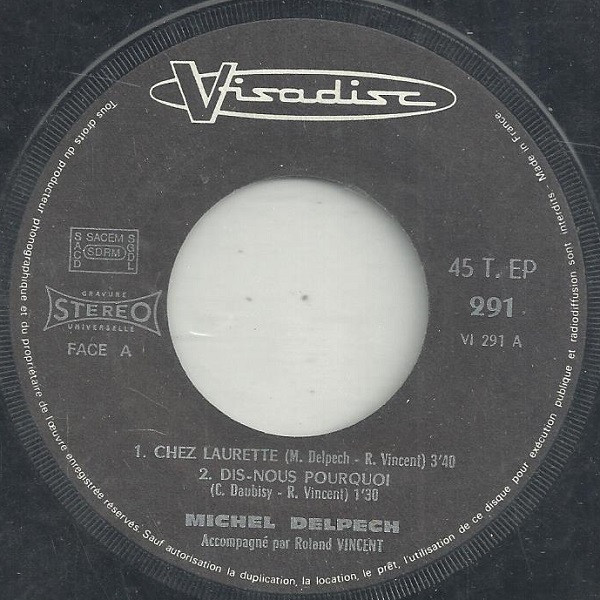 Visadisc
Tous droits du producteur phonographique et du propriétaire de l'œuvre enregistrée réservés. Sauf autorisation la duplication, la location, le prêt, l'utilisation de ce disque pour exécution publique et radiodiffusion sont interdits - Made in France.
SACD
SACEM
SDRM
SGDL
GRAVURE
STEREO
UNIVERSELLE
FACE A
45 T. EP
291
VI 291 A
1. CHEZ LAURETTE (M. Delpech - R. Vincent) 3'40
2. DIS-NOUS POURQUOI
(C. Daubisy - R. Vincent) 1'30
MICHEL DELPECH
Accompagné par Roland VINCENT